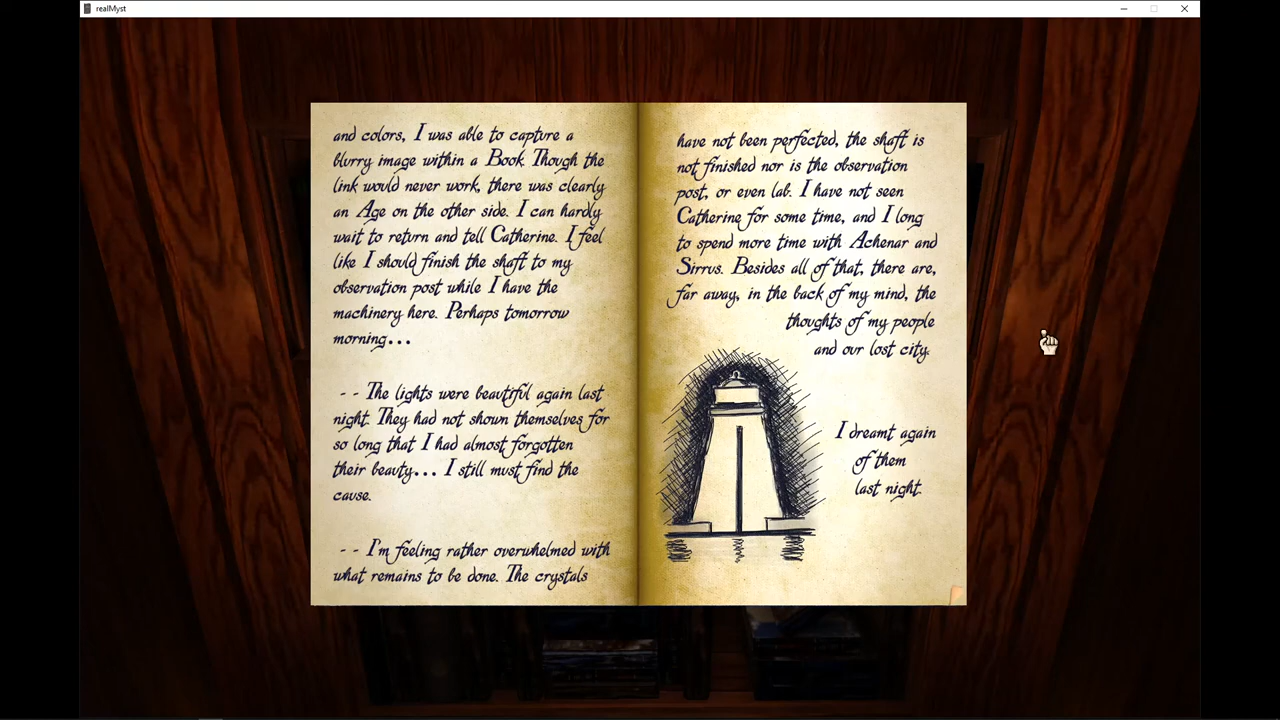 realMyst
and colors, I was able to capture a
blurry image within a Book. Though the
link would never work, there was clearly
an Age on the other side. I can hardly
wait to return and tell Catherine. I feel
like I should finish the shaft to my
observation post while I have the
machinery here. Perhaps tomorrow
morning...
- - The lights were beautiful again last
night. They had not shown themselves for
so long that I had almost forgotten
their beauty... I still must find the
cause.
- - I'm feeling rather overwhelmed with
what remains to be done. The crystals
have not been perfected, the shaft is
not finished nor is the observation
post, or even lab. I have not seen
Catherine for some time, and I long
to spend more time with Achenar and
Sirrus. Besides all of that, there are,
far away, in the back of my mind, the
thoughts of my people
and our lost city.
I dreamt again
of them
last night.